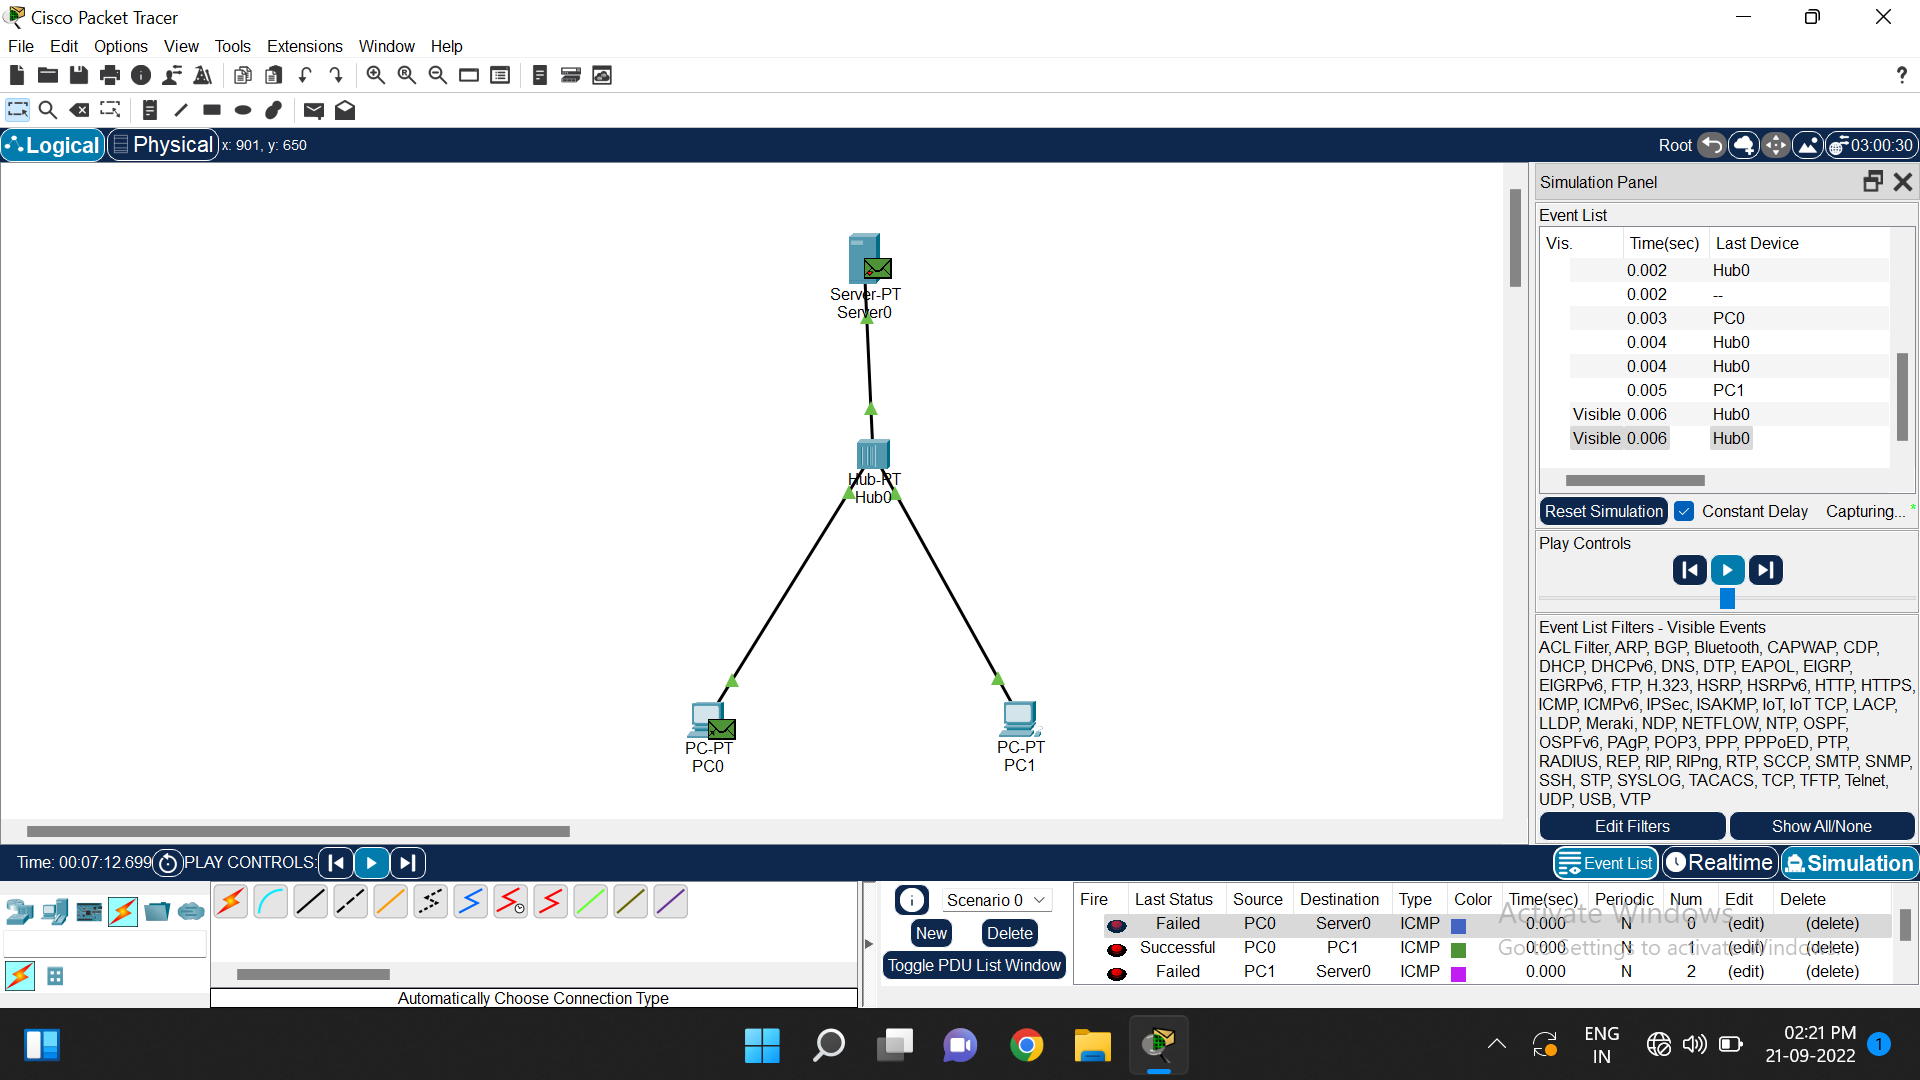 Cisco Packet Tracer
File Edit Options View Tools Extensions Window Help
?
Logical Physical x: 901, y: 650 Root 03:00:30
Simulation Panel
Event List
Vis. Time(sec) Last Device
0.002 Hub0
0.002 --
0.003 PC0
0.004 Hub0
0.004 Hub0
0.005 PC1
Visible 0.006 Hub0
Visible 0.006 Hub0
Reset Simulation Constant Delay Capturing... *
Play Controls
Event List Filters - Visible Events
ACL Filter, ARP, BGP, Bluetooth, CAPWAP, CDP,
DHCP, DHCPv6, DNS, DTP, EAPOL, EIGRP,
EIGRPv6, FTP, H.323, HSRP, HSRPv6, HTTP, HTTPS,
ICMP, ICMPv6, IPSec, ISAKMP, IoT, IoT TCP, LACP,
LLDP, Meraki, NDP, NETFLOW, NTP, OSPF,
OSPFv6, PAgP, POP3, PPP, PPPoED, PTP,
RADIUS, REP, RIP, RIPng, RTP, SCCP, SMTP, SNMP,
SSH, STP, SYSLOG, TACACS, TCP, TFTP, Telnet,
UDP, USB, VTP
Edit Filters Show All/None
Server-PT
Server0
Hub-PT
Hub0
PC-PT
PC0
PC-PT
PC1
Time: 00:07:12.699 PLAY CONTROLS: Event List Realtime Simulation
Automatically Choose Connection Type
Scenario 0
New Delete
Toggle PDU List Window
Fire Last Status Source Destination Type Color Time(sec) Periodic Num Edit Delete
Failed PC0 Server0 ICMP 0.000 N 0 (edit) (delete)
Successful PC0 PC1 ICMP 0.000 N 1 (edit) (delete)
Failed PC1 Server0 ICMP 0.000 N 2 (edit) (delete)
Activate Windows
Go to Settings to activate Windows.
ENG
IN
02:21 PM
21-09-2022
1